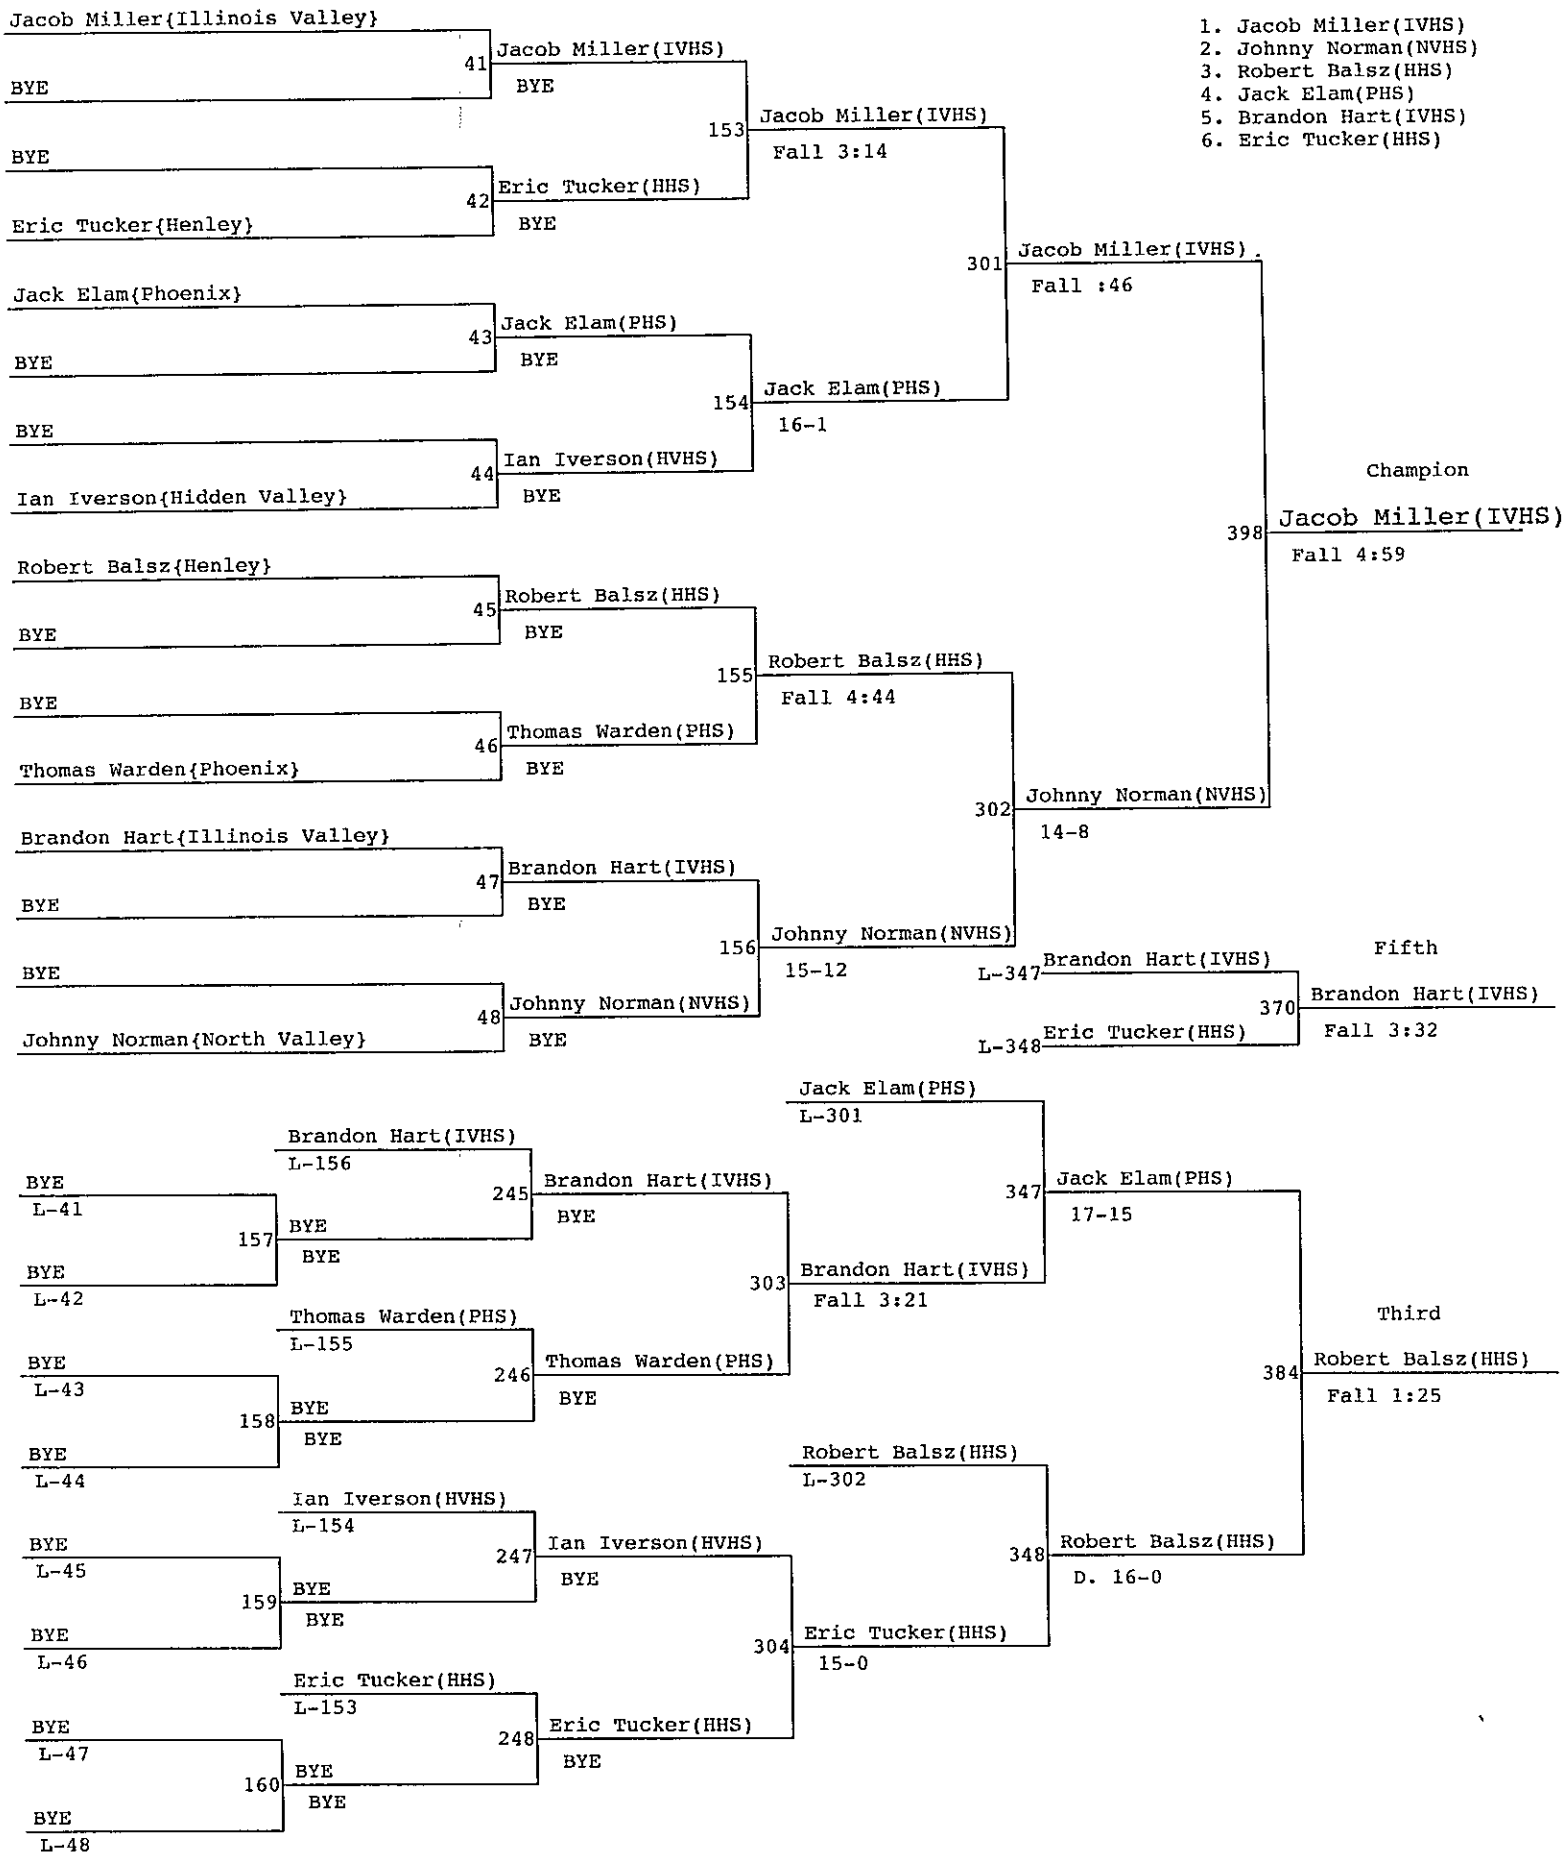 Jacob Miller{Illinois Valley}
41
Jacob Miller(IVHS)
BYE
BYE
153
Jacob Miller(IVHS)
Fall 3:14
BYE
42
Eric Tucker(HHS)
BYE
Eric Tucker{Henley}
1. Jacob Miller(IVHS)
2. Johnny Norman(NVHS)
3. Robert Balsz(HHS)
4. Jack Elam(PHS)
5. Brandon Hart(IVHS)
6. Eric Tucker(HHS)
301
Jacob Miller(IVHS)
Fall :46
Jack Elam{Phoenix}
43
Jack Elam(PHS)
BYE
BYE
154
Jack Elam(PHS)
16-1
BYE
44
Ian Iverson(HVHS)
BYE
Ian Iverson{Hidden Valley}
Champion
398
Jacob Miller(IVHS)
Fall 4:59
Robert Balsz{Henley}
45
Robert Balsz(HHS)
BYE
BYE
155
Robert Balsz(HHS)
Fall 4:44
BYE
46
Thomas Warden(PHS)
BYE
Thomas Warden{Phoenix}
302
Johnny Norman(NVHS)
14-8
Brandon Hart{Illinois Valley}
47
Brandon Hart(IVHS)
BYE
BYE
156
Johnny Norman(NVHS)
15-12
BYE
48
Johnny Norman(NVHS)
BYE
Johnny Norman{North Valley}
Fifth
L-347
Brandon Hart(IVHS)
370
Brandon Hart(IVHS)
Fall 3:32
L-348
Eric Tucker(HHS)
Jack Elam(PHS)
L-301
Brandon Hart(IVHS)
L-156
BYE
L-41
245
Brandon Hart(IVHS)
BYE
347
Jack Elam(PHS)
17-15
157
BYE
BYE
BYE
L-42
303
Brandon Hart(IVHS)
Fall 3:21
Thomas Warden(PHS)
L-155
Third
BYE
L-43
246
Thomas Warden(PHS)
BYE
384
Robert Balsz(HHS)
Fall 1:25
158
BYE
BYE
BYE
L-44
Robert Balsz(HHS)
L-302
Ian Iverson(HVHS)
L-154
BYE
L-45
247
Ian Iverson(HVHS)
BYE
348
Robert Balsz(HHS)
D. 16-0
159
BYE
BYE
BYE
L-46
304
Eric Tucker(HHS)
15-0
Eric Tucker(HHS)
L-153
BYE
L-47
248
Eric Tucker(HHS)
BYE
160
BYE
BYE
BYE
L-48